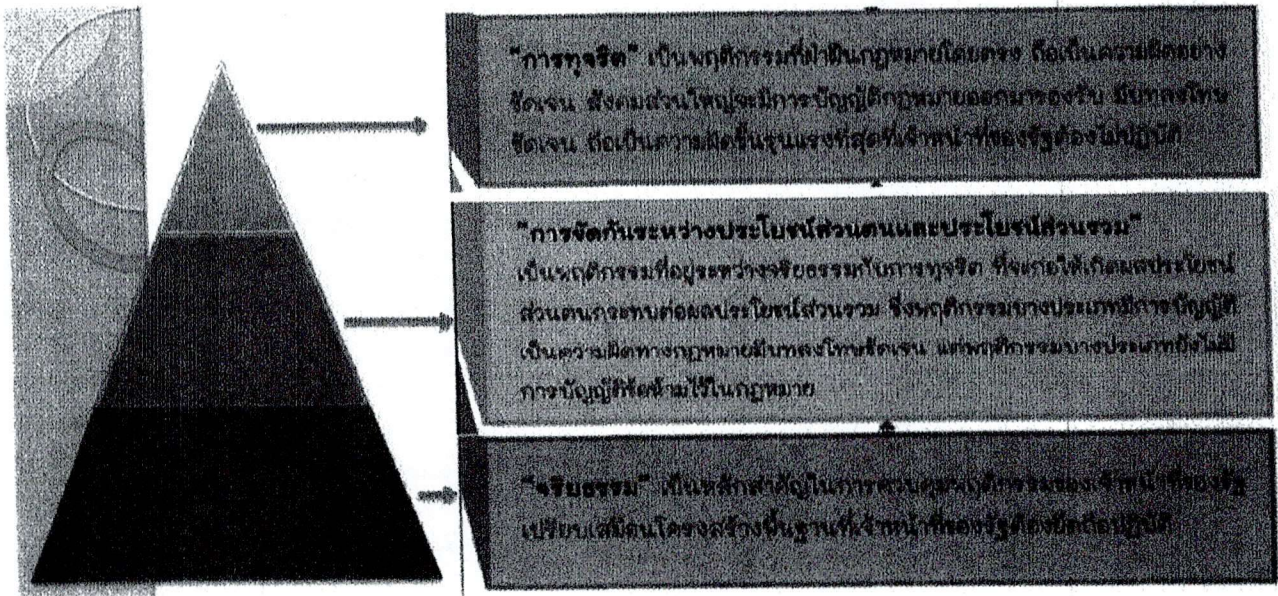 "การทุจริต" เป็นพฤติกรรมที่ฝ่าฝืนกฎหมายโดยตรง ถือเป็นความผิดอย่าง
ชัดเจน สังคมส่วนใหญ่จะมีการบัญญัติกฎหมายออกมารองรับ มีบทลงโทษ
ชัดเจน ถือเป็นความผิดขั้นรุนแรงที่สุดที่เจ้าหน้าที่ของรัฐต้องไม่ปฏิบัติ
"การขัดกันระหว่างประโยชน์ส่วนตนและประโยชน์ส่วนรวม"
เป็นพฤติกรรมที่อยู่ระหว่างจริยธรรมกับการทุจริต ที่จะก่อให้เกิดผลประโยชน์
ส่วนตนกระทบต่อผลประโยชน์ส่วนรวม ซึ่งพฤติกรรมบางประเภทมีการบัญญัติ
เป็นความผิดทางกฎหมายมีบทลงโทษชัดเจน แต่พฤติกรรมบางประเภทยังไม่มี
การบัญญัติข้อห้ามไว้ในกฎหมาย
"จริยธรรม" เป็นหลักสำคัญในการควบคุมพฤติกรรมของเจ้าหน้าที่ของรัฐ
เปรียบเสมือนโครงสร้างพื้นฐานที่เจ้าหน้าที่ของรัฐต้องยึดถือปฏิบัติ